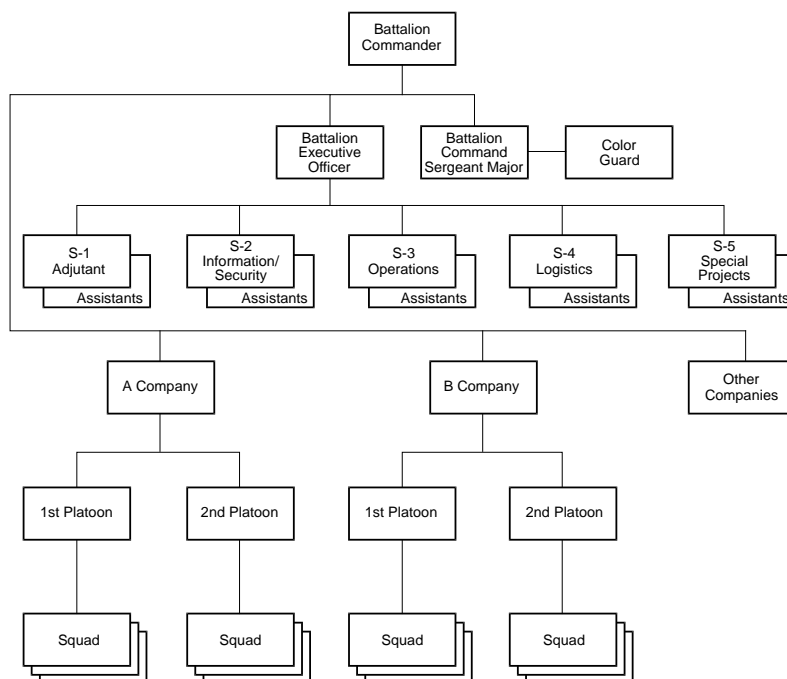 Battalion
Commander
Battalion
Executive
Officer
Battalion
Command
Sergeant Major
Color
Guard
S-1
Adjutant
Assistants
S-2
Information/
Security
Assistants
S-3
Operations
Assistants
S-4
Logistics
Assistants
S-5
Special
Projects
Assistants
A Company
B Company
Other
Companies
1st Platoon
2nd Platoon
1st Platoon
2nd Platoon
Squad
Squad
Squad
Squad